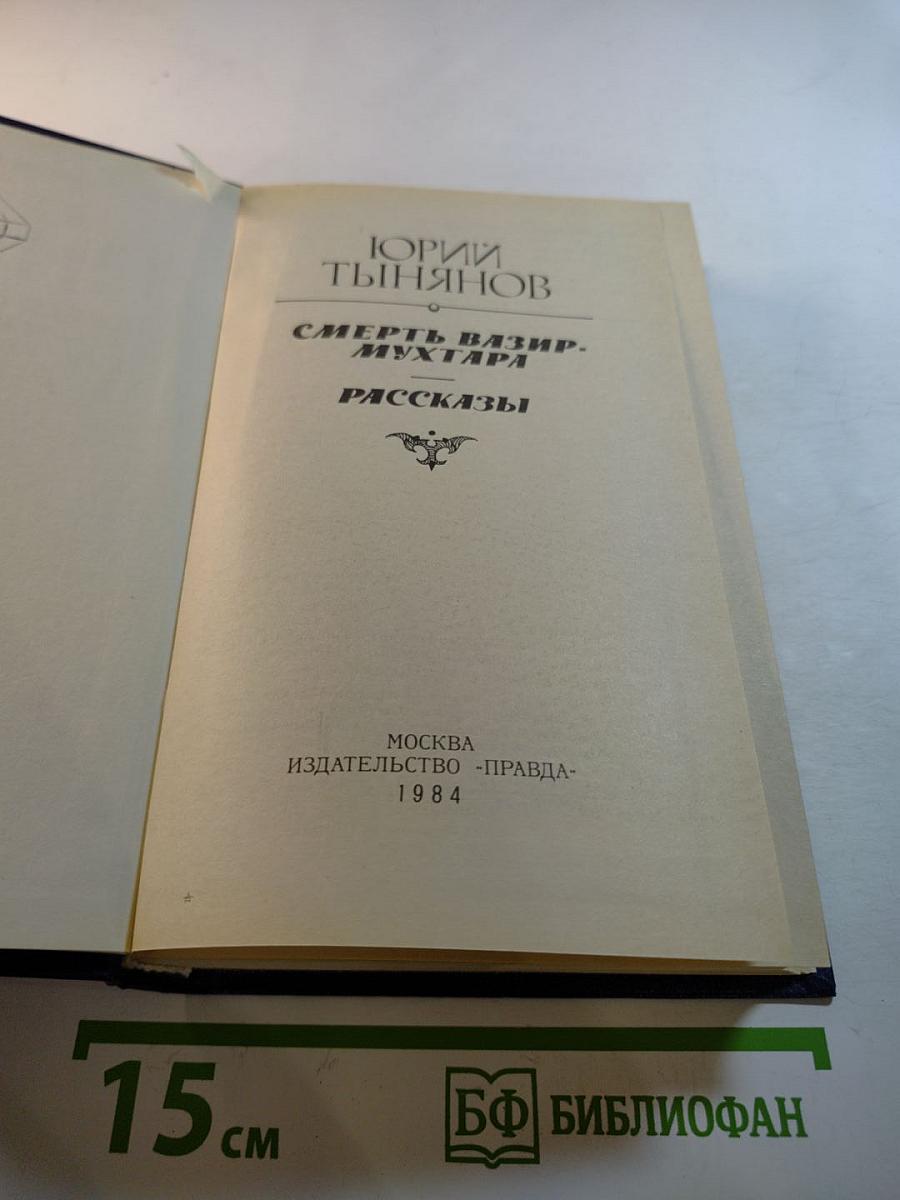 ЮРИЙ
ТЫНЯНОВ
СМЕРТЬ ВАЗИР-
МУХТАРА
РАССКАЗЫ
МОСКВА
ИЗДАТЕЛЬСТВО «ПРАВДА»
1984
15 см
БФ БИБЛИОФАН